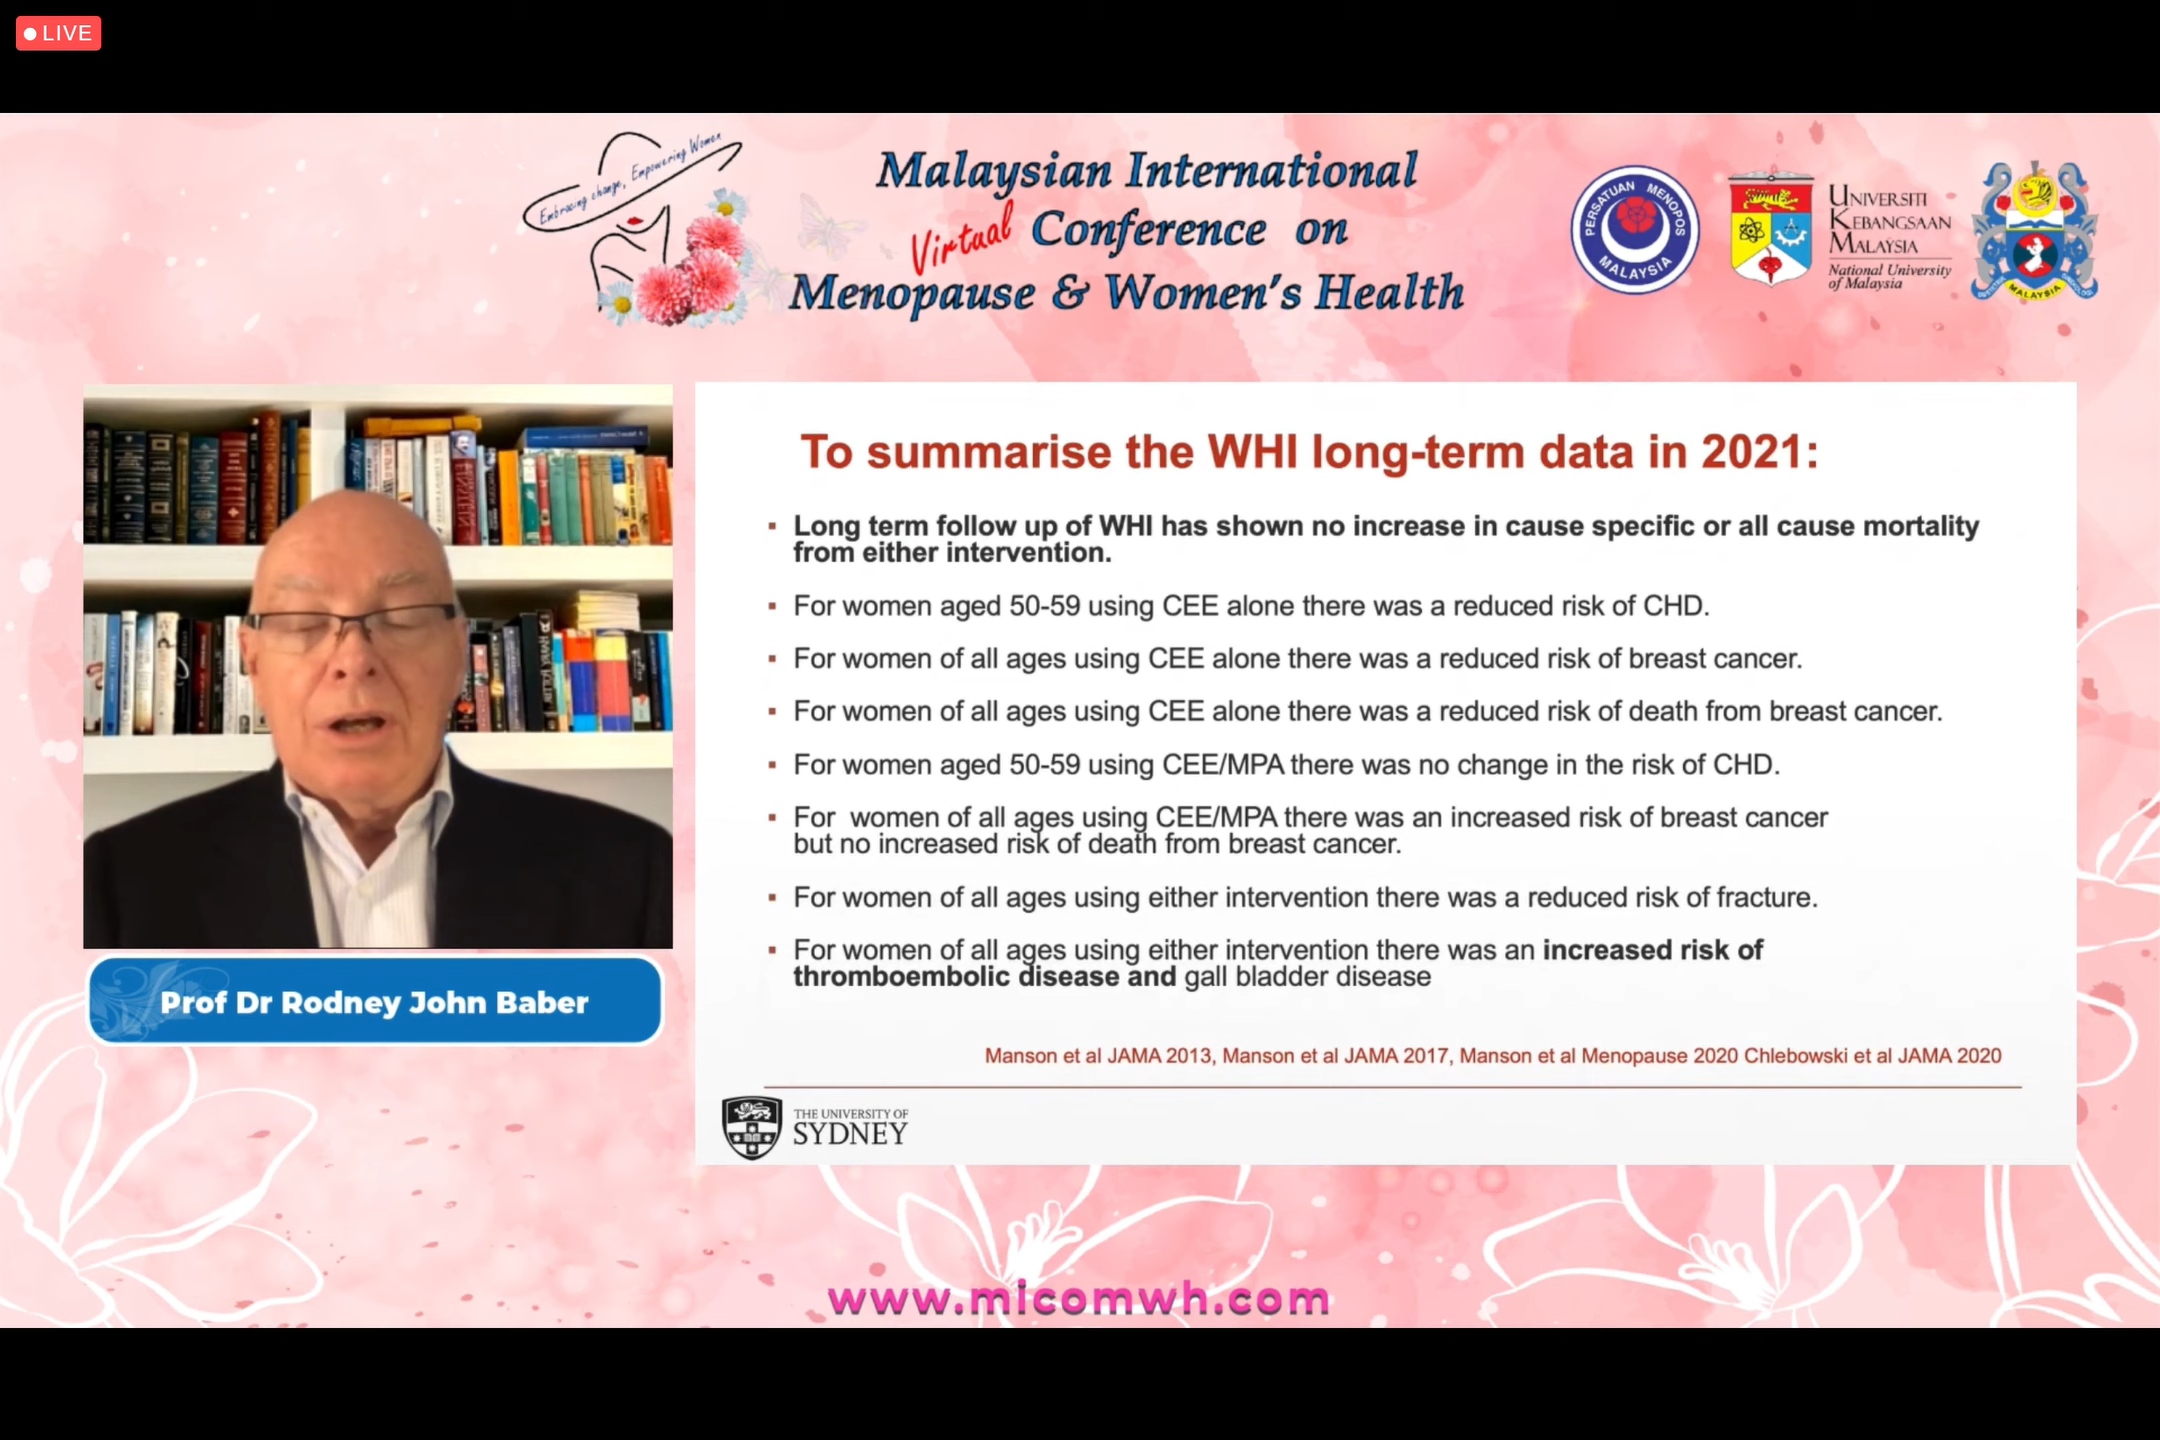 LIVE
Embracing change, Empowering Women
Malaysian International
Virtual Conference on
Menopause & Women's Health
PERSATUAN MENOPOS
MALAYSIA
UNIVERSITI
KEBANGSAAN
MALAYSIA
National University
of Malaysia
MALAYSIA
To summarise the WHI long-term data in 2021:
▪ Long term follow up of WHI has shown no increase in cause specific or all cause mortality
from either intervention.
▪ For women aged 50-59 using CEE alone there was a reduced risk of CHD.
▪ For women of all ages using CEE alone there was a reduced risk of breast cancer.
▪ For women of all ages using CEE alone there was a reduced risk of death from breast cancer.
▪ For women aged 50-59 using CEE/MPA there was no change in the risk of CHD.
▪ For  women of all ages using CEE/MPA there was an increased risk of breast cancer
but no increased risk of death from breast cancer.
▪ For women of all ages using either intervention there was a reduced risk of fracture.
▪ For women of all ages using either intervention there was an increased risk of
thromboembolic disease and gall bladder disease
Manson et al JAMA 2013, Manson et al JAMA 2017, Manson et al Menopause 2020 Chlebowski et al JAMA 2020
THE UNIVERSITY OF
SYDNEY
Prof Dr Rodney John Baber
www.micomwh.com